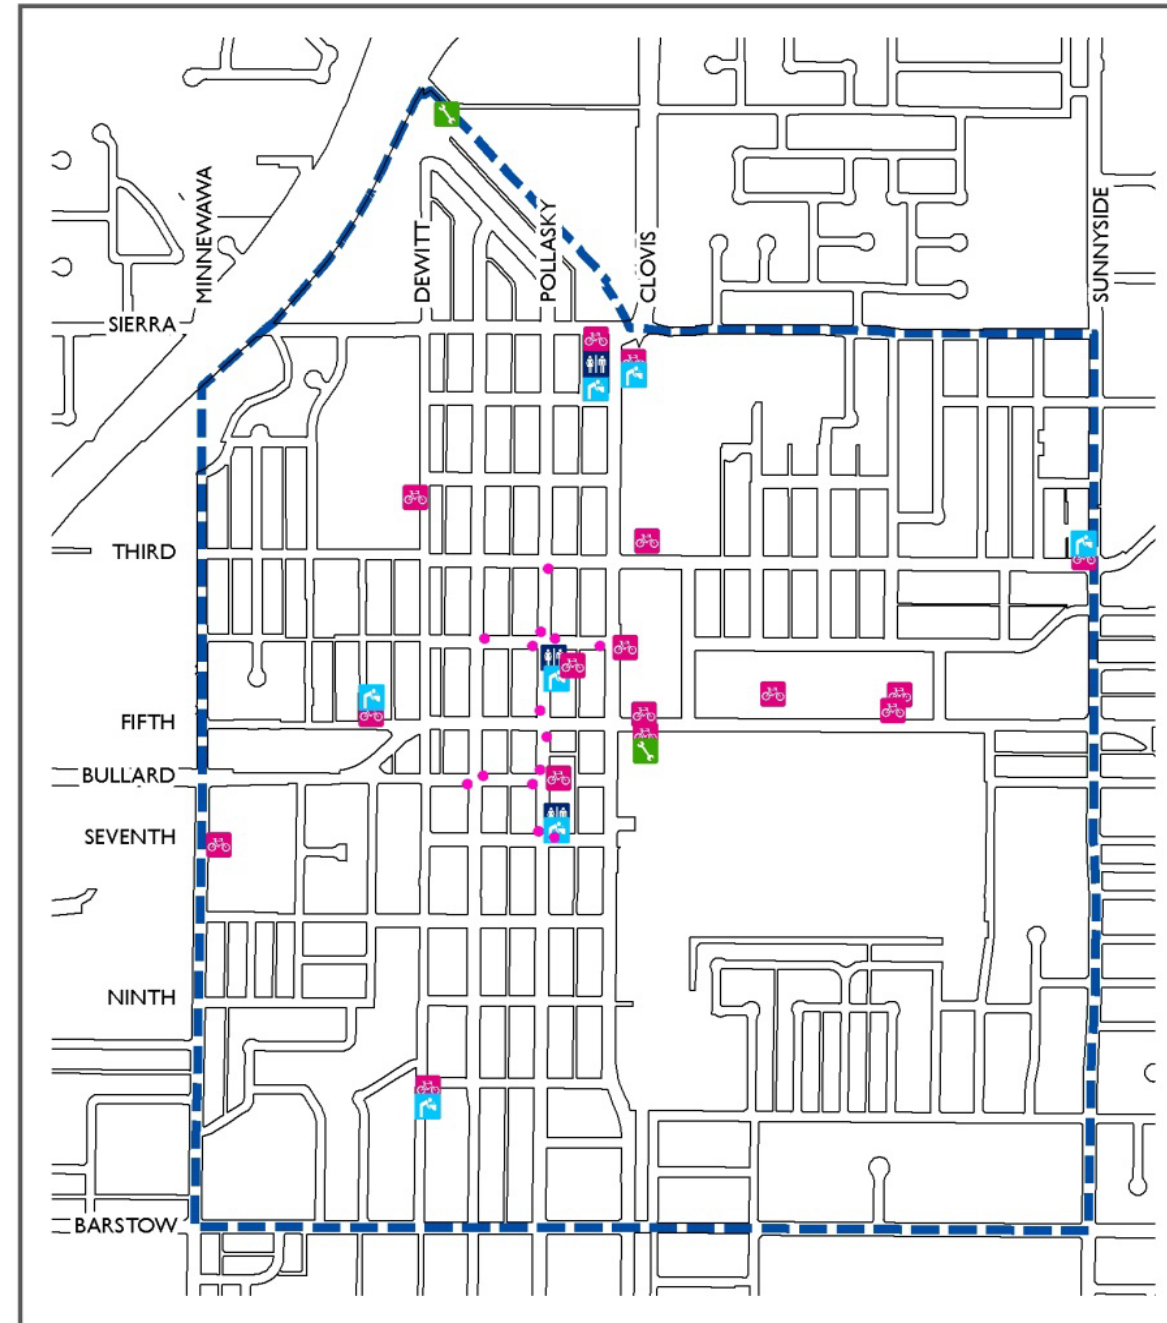 MINNEWAWA
DEWITT
POLLASKY
CLOVIS
SUNNYSIDE
SIERRA
THIRD
FIFTH
BULLARD
SEVENTH
NINTH
BARSTOW